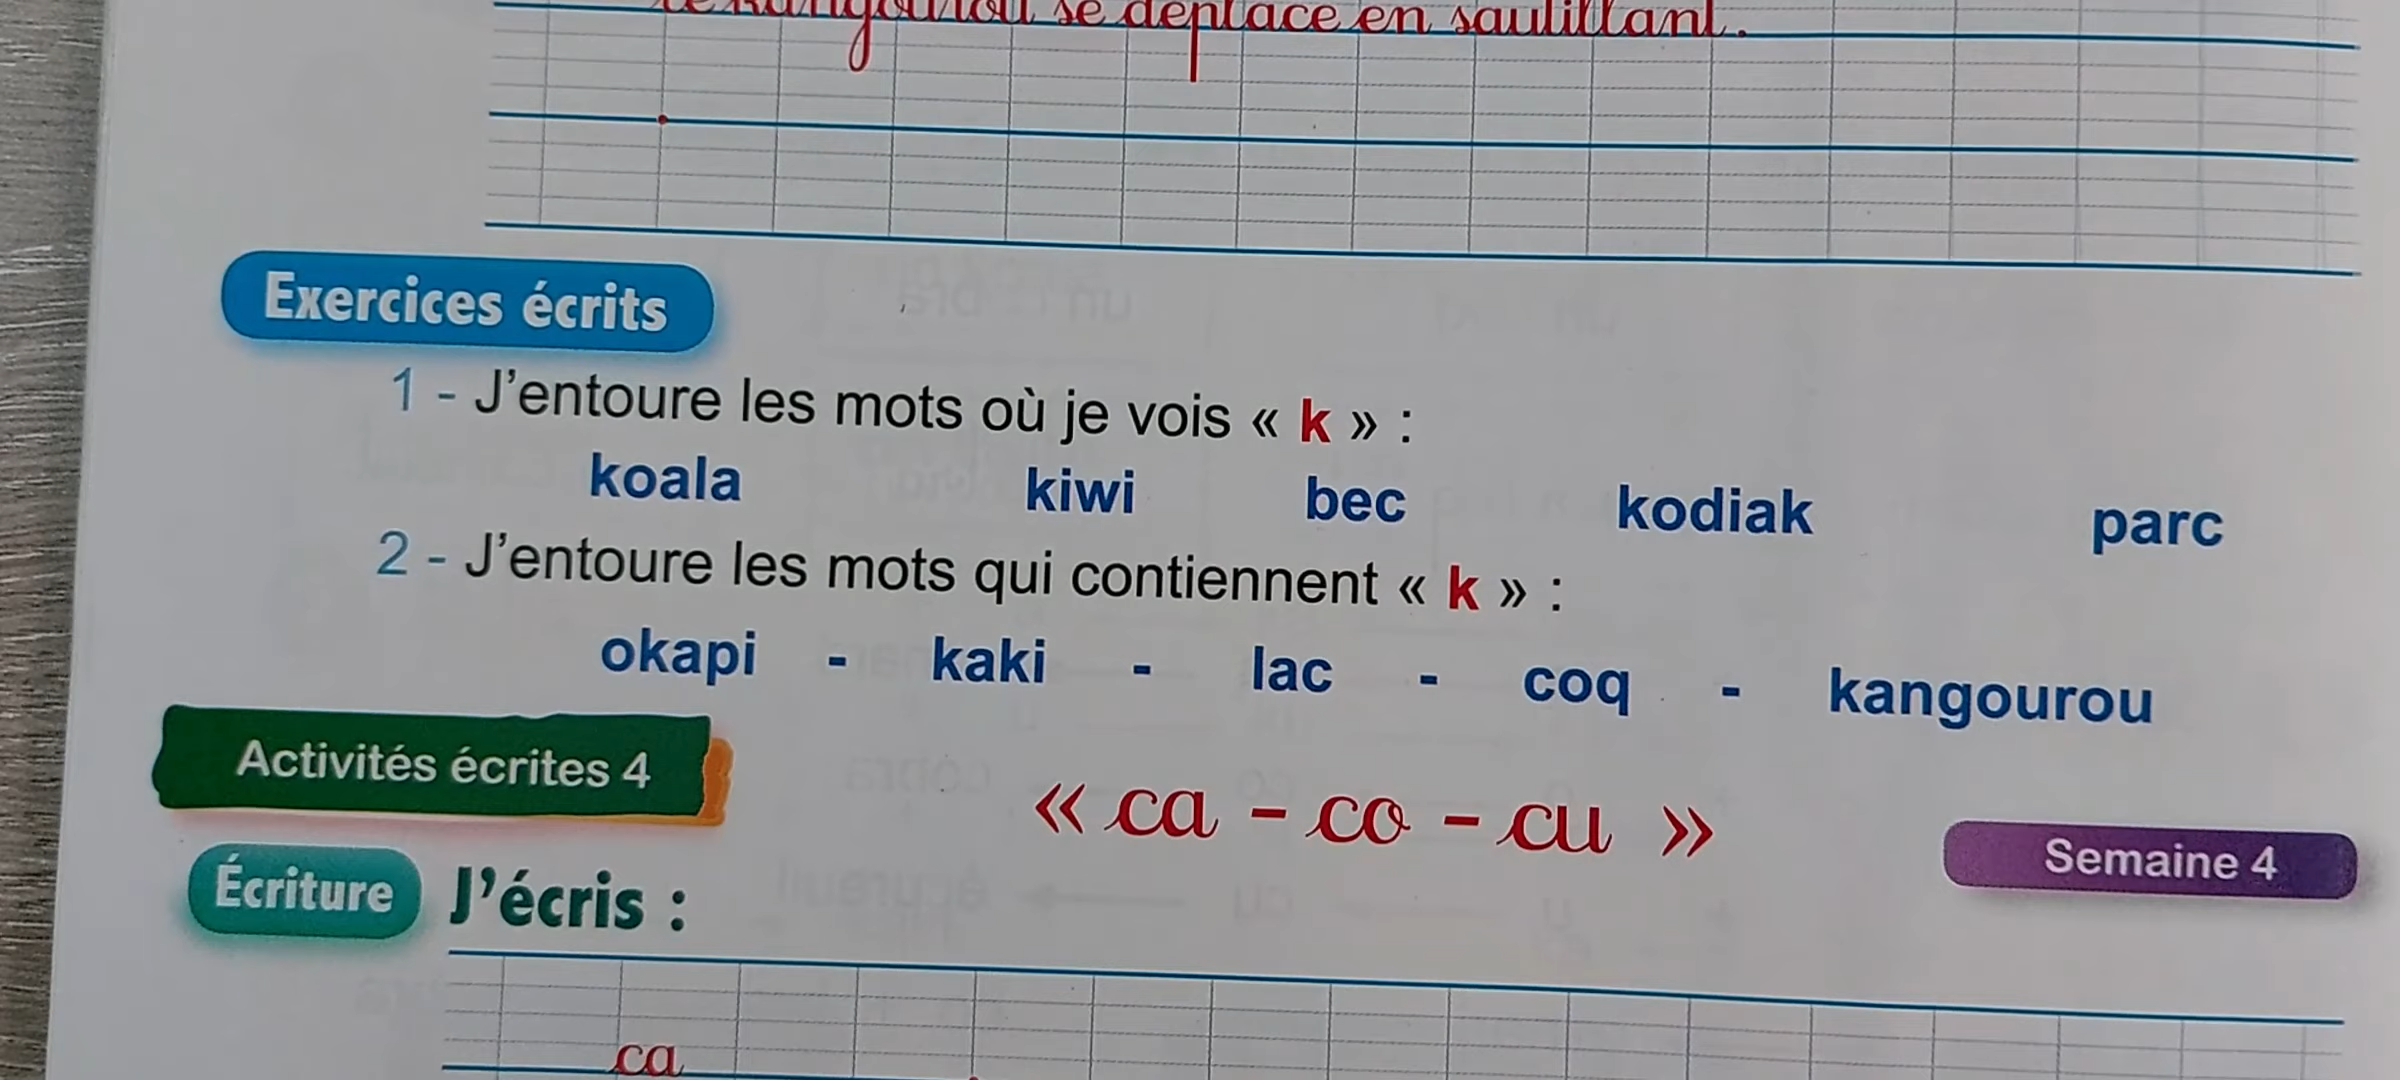 le kangourou se déplace en sautillant.
Exercices écrits
1 - J'entoure les mots où je vois « k » :
koala kiwi bec kodiak parc
2 - J'entoure les mots qui contiennent « k » :
okapi - kaki - lac - coq - kangourou
Activités écrites 4
« ca - co - cu »
Semaine 4
Écriture J'écris :
ca